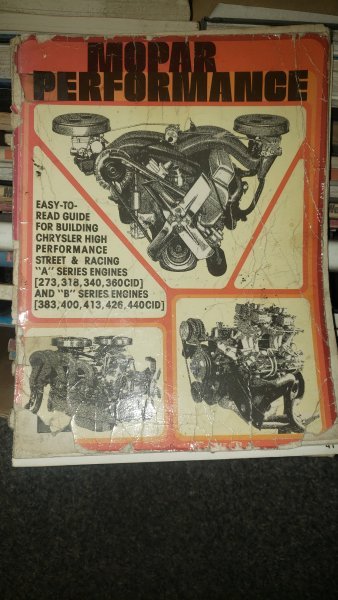 MOPAR
PERFORMANCE
EASY-TO-
READ GUIDE
FOR BUILDING
CHRYSLER HIGH
PERFORMANCE
STREET & RACING
"A" SERIES ENGINES
[273,318,340,360CID]
AND "B" SERIES ENGINES
[383,400,413,426,440CID]